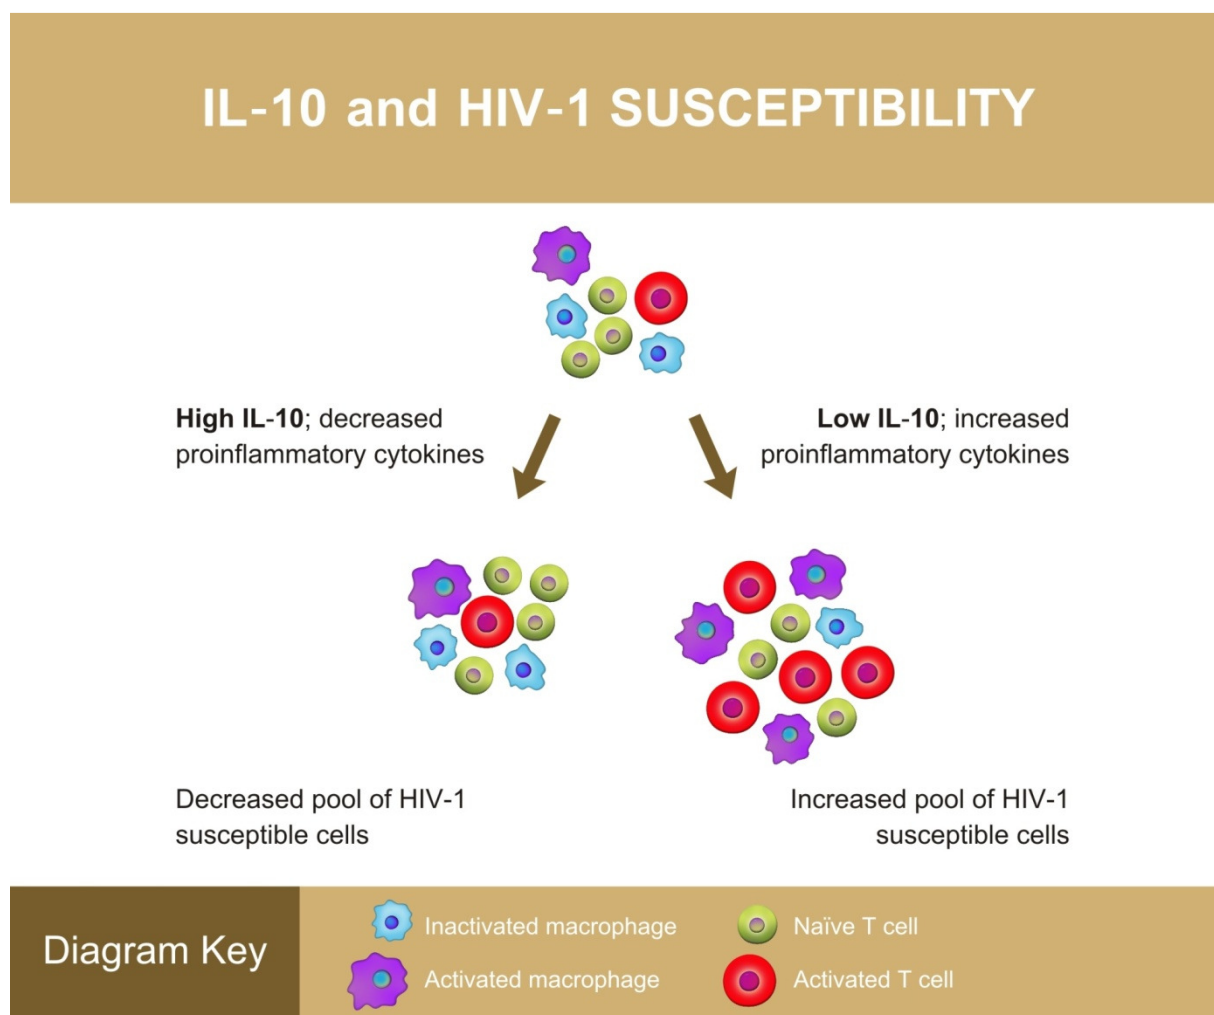 IL-10 and HIV-1 SUSCEPTIBILITY
High IL-10; decreased
proinflammatory cytokines
Low IL-10; increased
proinflammatory cytokines
Decreased pool of HIV-1
susceptible cells
Increased pool of HIV-1
susceptible cells
Diagram Key
Inactivated macrophage
Naïve T cell
Activated macrophage
Activated T cell